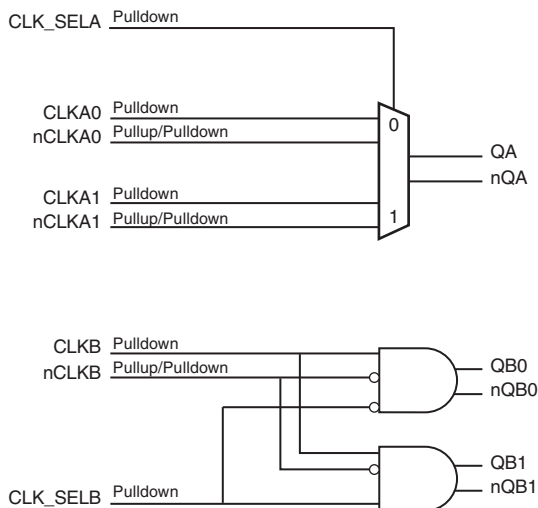 CLK_SELA Pulldown
CLKA0 Pulldown
nCLKA0 Pullup/Pulldown
0
QA
nQA
CLKA1 Pulldown
nCLKA1 Pullup/Pulldown
1
CLKB Pulldown
nCLKB Pullup/Pulldown
QB0
nQB0
QB1
nQB1
CLK_SELB Pulldown